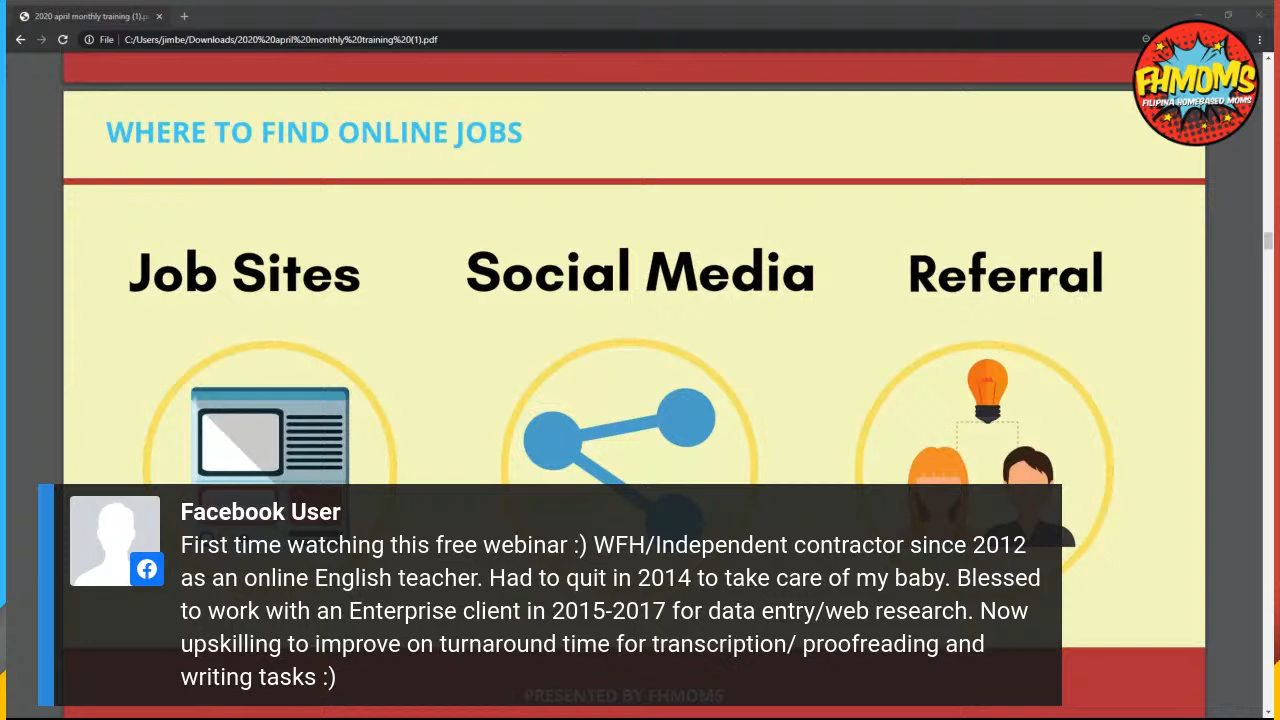 2020 april monthly training (1).p
File
C:/Users/jimbe/Downloads/2020%20april%20monthly%20training%20(1).pdf
FHMOMS
FILIPINA HOMEBASED MOMS
WHERE TO FIND ONLINE JOBS
Job Sites
Social Media
Referral
Facebook User
First time watching this free webinar :) WFH/Independent contractor since 2012
as an online English teacher. Had to quit in 2014 to take care of my baby. Blessed
to work with an Enterprise client in 2015-2017 for data entry/web research. Now
upskilling to improve on turnaround time for transcription/ proofreading and
writing tasks :)
PRESENTED BY FHMOMS